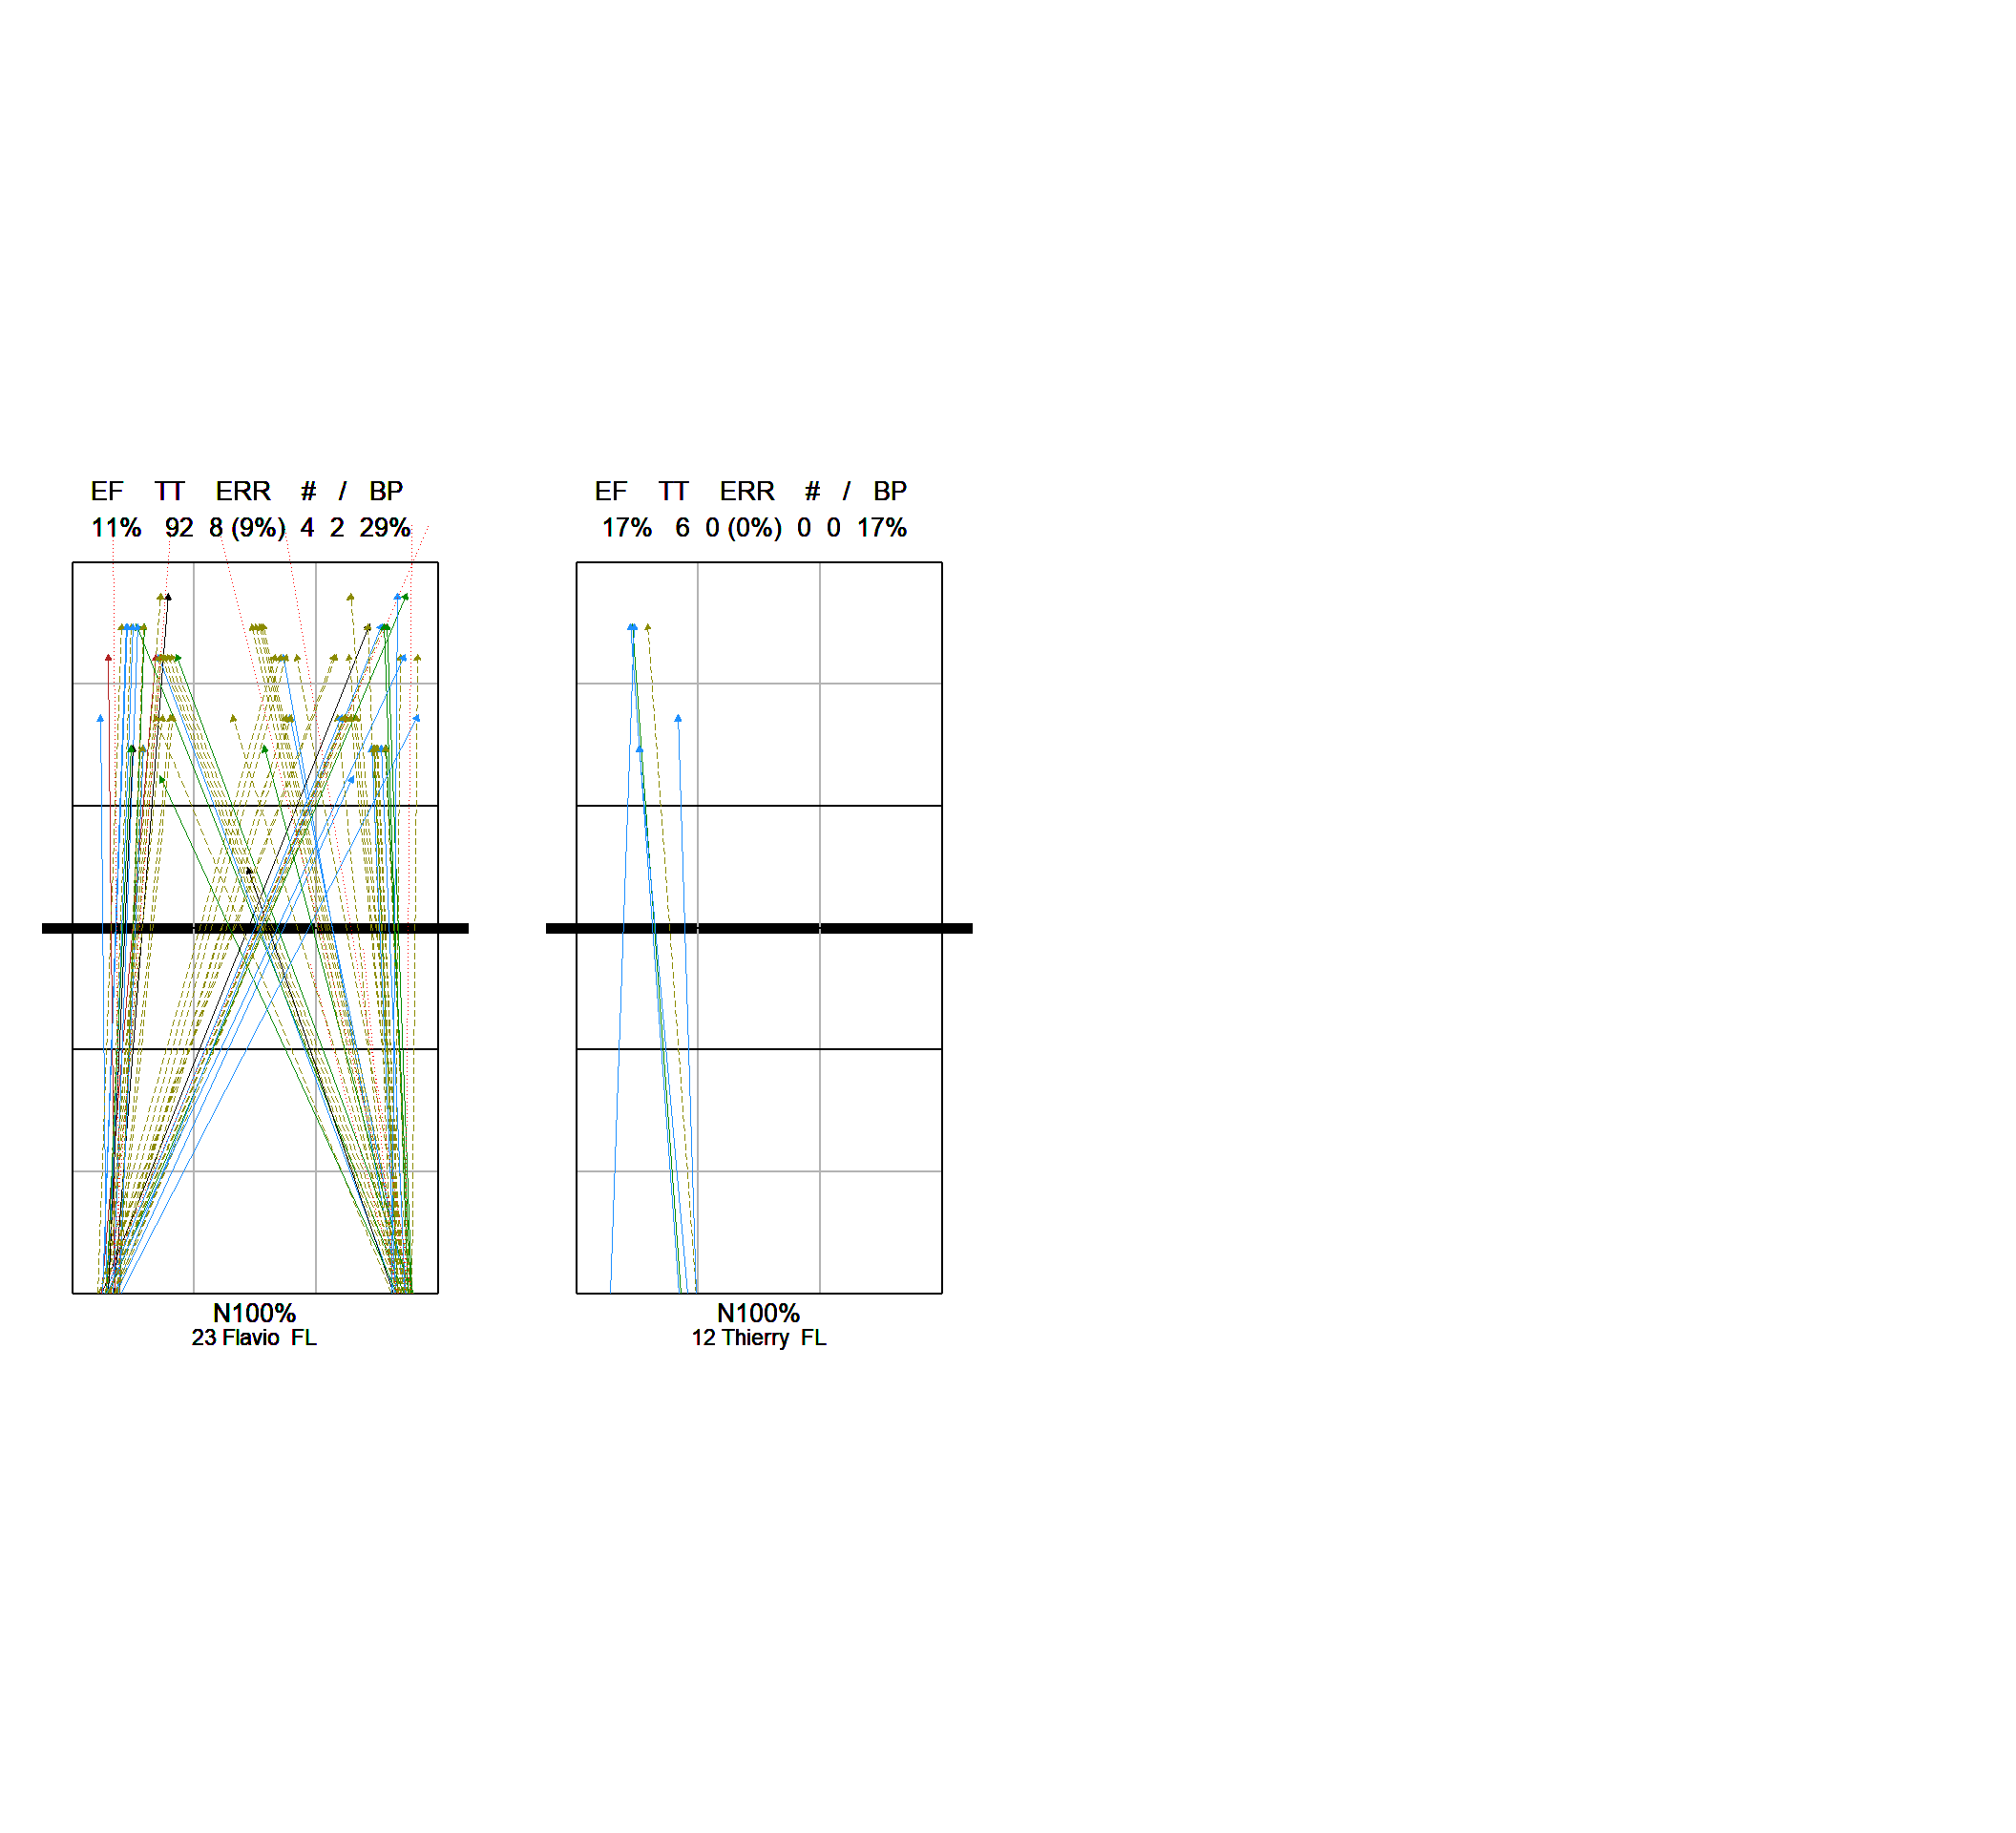 EF TT ERR # / BP
11% 92 8 (9%) 4 2 29%
N100%
23 Flavio FL
EF TT ERR # / BP
17% 6 0 (0%) 0 0 17%
N100%
12 Thierry FL